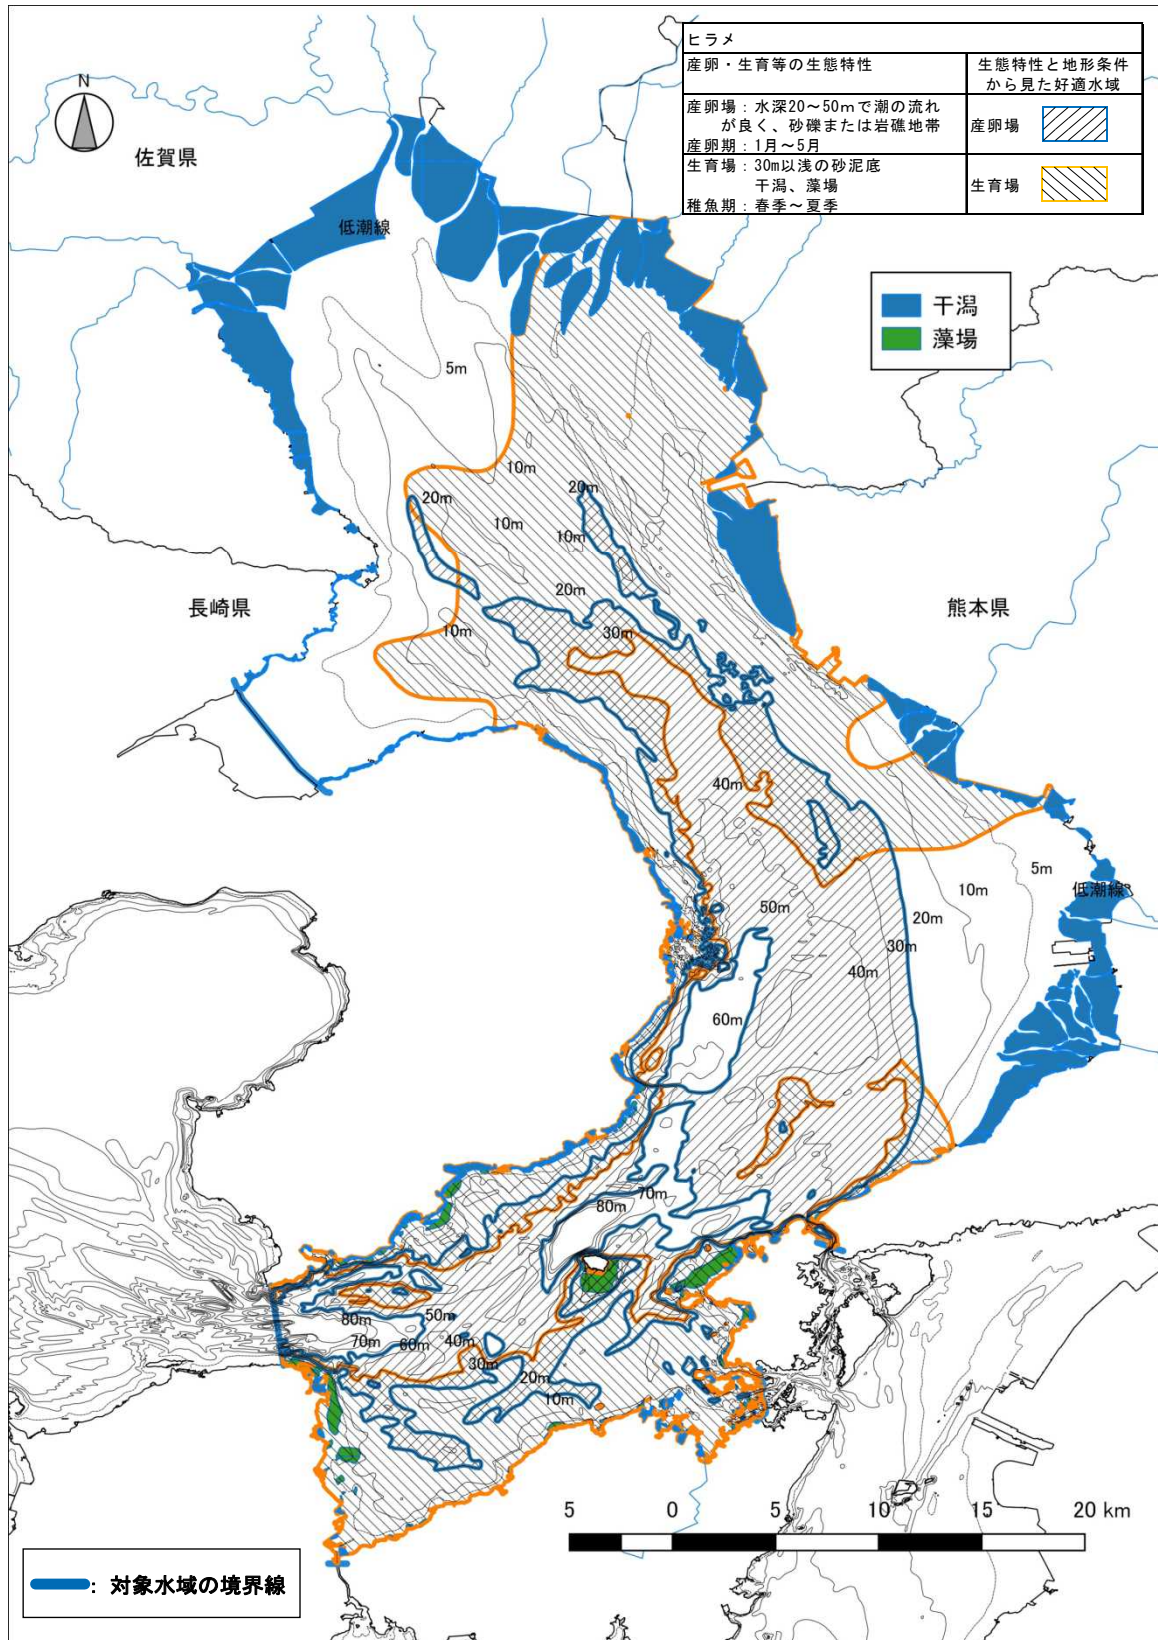 ヒラメ
産卵・生育等の生態特性
生態特性と地形条件
から見た好適水域
産卵場：水深20～50mで潮の流れ
が良く、砂礫または岩礁地帯
産卵期：1月～5月
産卵場
生育場：30m以浅の砂泥底
干潟、藻場
稚魚期：春季～夏季
生育場
N
佐賀県
低潮線
干潟
藻場
5m
10m
20m
20m
10m
10m
20m
長崎県
熊本県
10m
30m
40m
5m
10m
低潮線
50m
20m
30m
40m
60m
70m
80m
50m
80m
70m
60m
40m
30m
20m
10m
5 0 5 10 15 20 km
: 対象水域の境界線